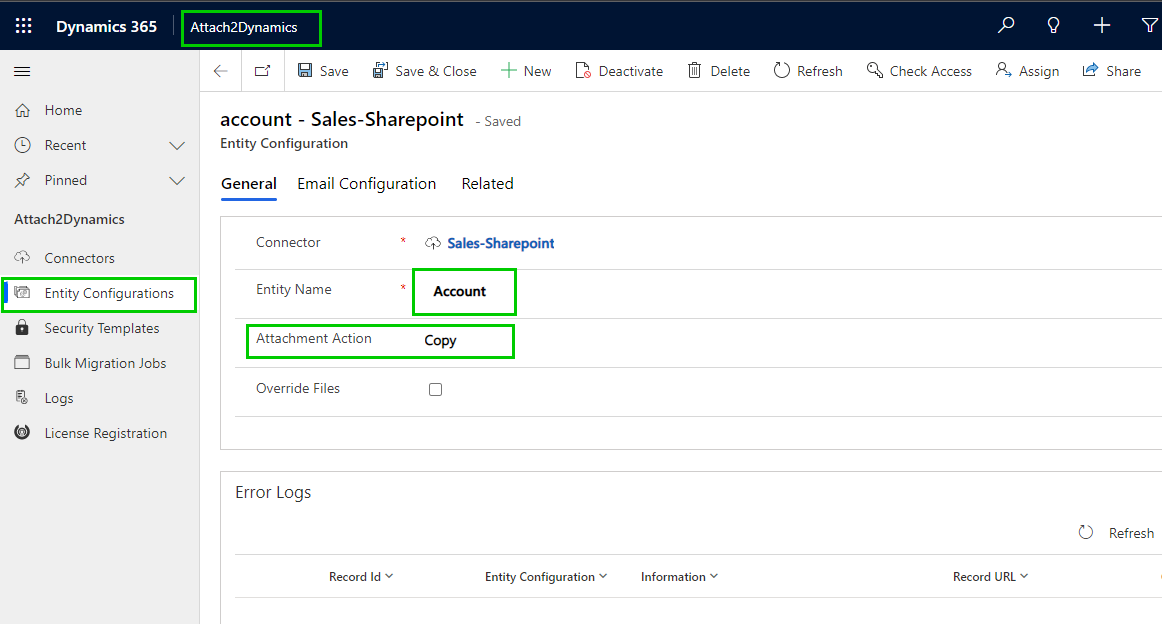 Dynamics 365 Attach2Dynamics
Save Save & Close New Deactivate Delete Refresh Check Access Assign Share
Home
Recent
Pinned
Attach2Dynamics
Connectors
Entity Configurations
Security Templates
Bulk Migration Jobs
Logs
License Registration
account - Sales-Sharepoint - Saved
Entity Configuration
General Email Configuration Related
Connector * Sales-Sharepoint
Entity Name * Account
Attachment Action Copy
Override Files
Error Logs
Refresh
Record Id Entity Configuration Information Record URL